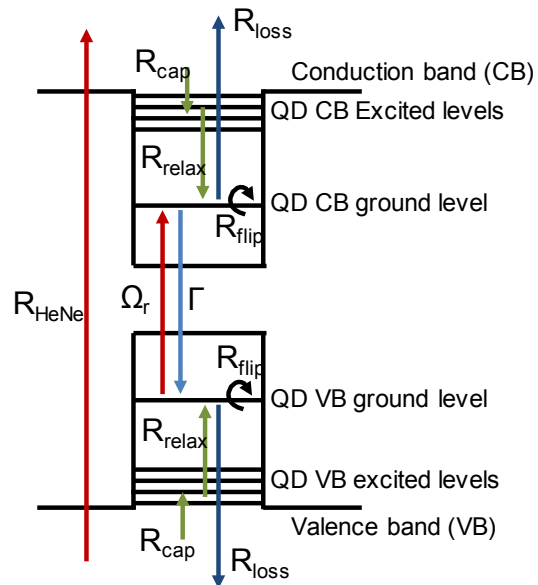 R_loss
R_cap
Conduction band (CB)
QD CB Excited levels
R_relax
QD CB ground level
R_flip
R_HeNe
Ω_r
Γ
R_flip
QD VB ground level
R_relax
QD VB excited levels
Valence band (VB)
R_cap
R_loss